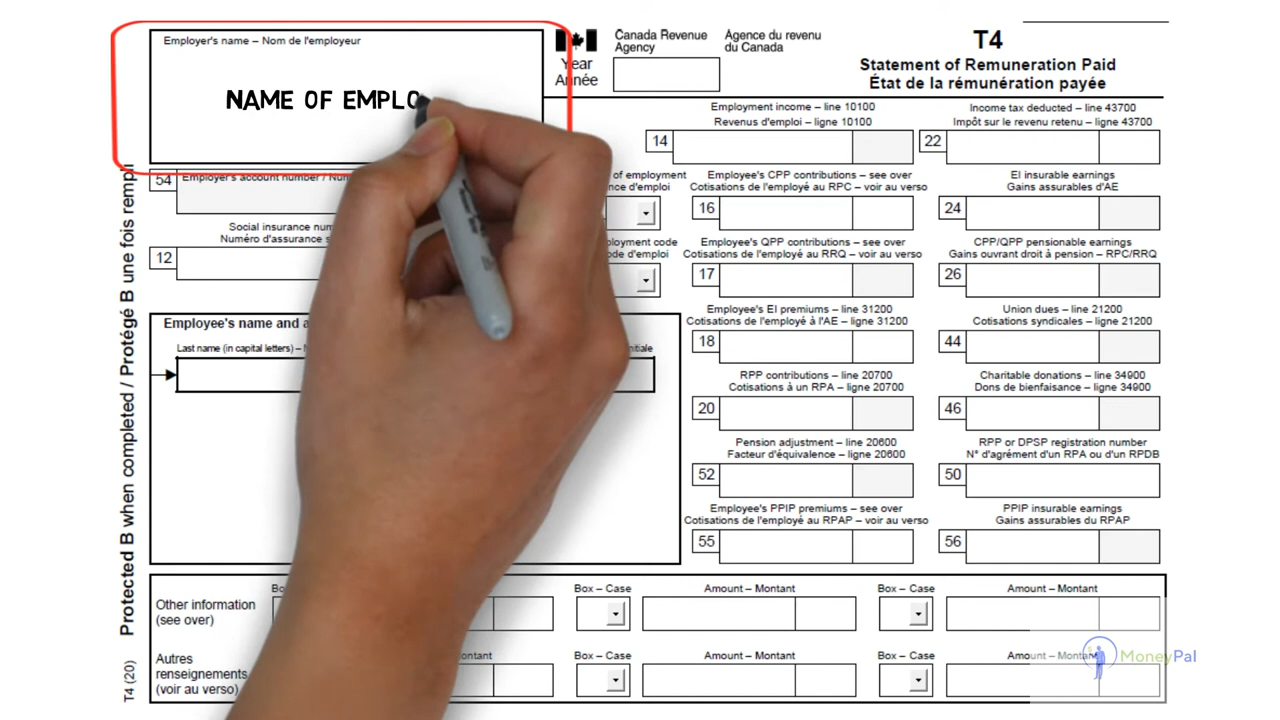 Employer's name – Nom de l'employeur
NAME OF EMPLO
Canada Revenue
Agency
Agence du revenu
du Canada
Year
Année
T4
Statement of Remuneration Paid
État de la rémunération payée
Employment income – line 10100
Revenus d'emploi – ligne 10100
14
Income tax deducted – line 43700
Impôt sur le revenu retenu – ligne 43700
22
54
Employer's account number /
of employment
d'emploi
Employee's CPP contributions – see over
Cotisations de l'employé au RPC – voir au verso
16
EI insurable earnings
Gains assurables d'AE
24
Social insurance
Numéro d'assurance
12
code
d'emploi
Employee's QPP contributions – see over
Cotisations de l'employé au RRQ – voir au verso
17
CPP/QPP pensionable earnings
Gains ouvrant droit à pension – RPC/RRQ
26
Employee's EI premiums – line 31200
Cotisations de l'employé à l'AE – ligne 31200
18
Union dues – line 21200
Cotisations syndicales – ligne 21200
44
Employee's name and
Last name (in capital letters) –
RPP contributions – line 20700
Cotisations à un RPA – ligne 20700
20
Charitable donations – line 34900
Dons de bienfaisance – ligne 34900
46
Pension adjustment – line 20600
Facteur d'équivalence – ligne 20600
52
RPP or DPSP registration number
N° d'agrément d'un RPA ou d'un RPDB
50
Employee's PPIP premiums – see over
Cotisations de l'employé au RPAP – voir au verso
55
PPIP insurable earnings
Gains assurables du RPAP
56
Protected B when completed / Protégé B une fois rempli
T4 (20)
Other information
(see over)
Box – Case
Amount – Montant
Box – Case
Amount – Montant
Autres
renseignements
(voir au verso)
Box – Case
Amount – Montant
Box – Case
Amount – Montant
MoneyPal